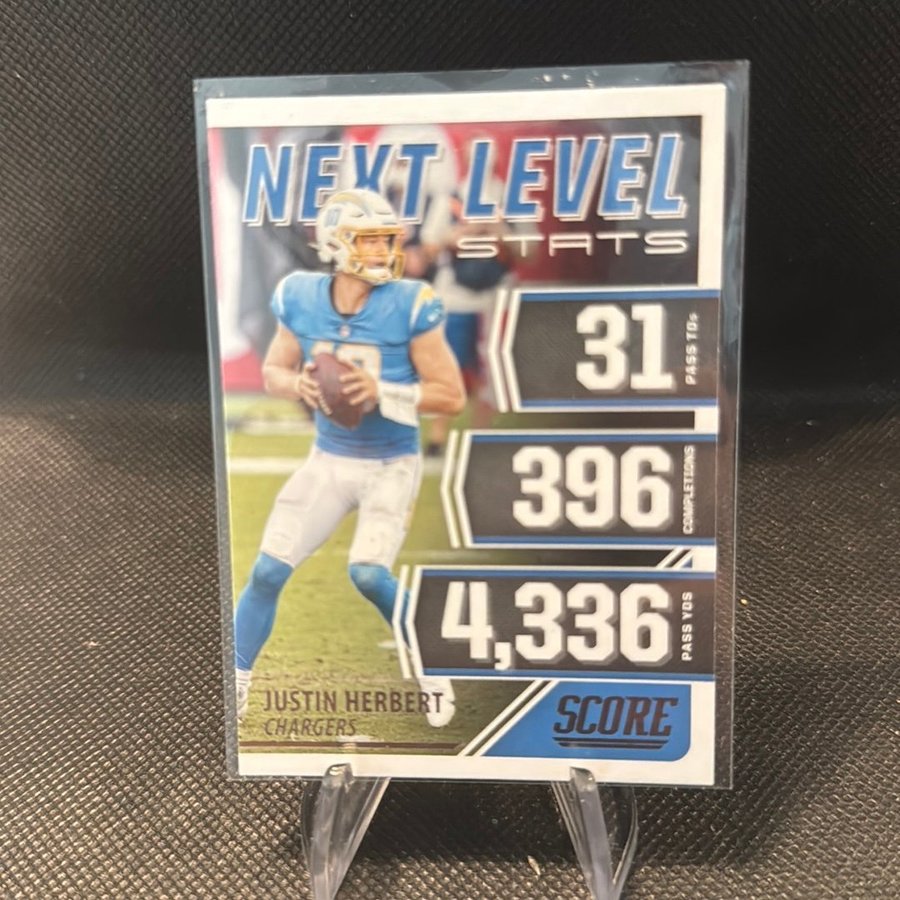 NEXT LEVEL
STATS
31
PASS TDs
396
COMPLETIONS
4,336
PASS YDS
JUSTIN HERBERT
CHARGERS
SCORE